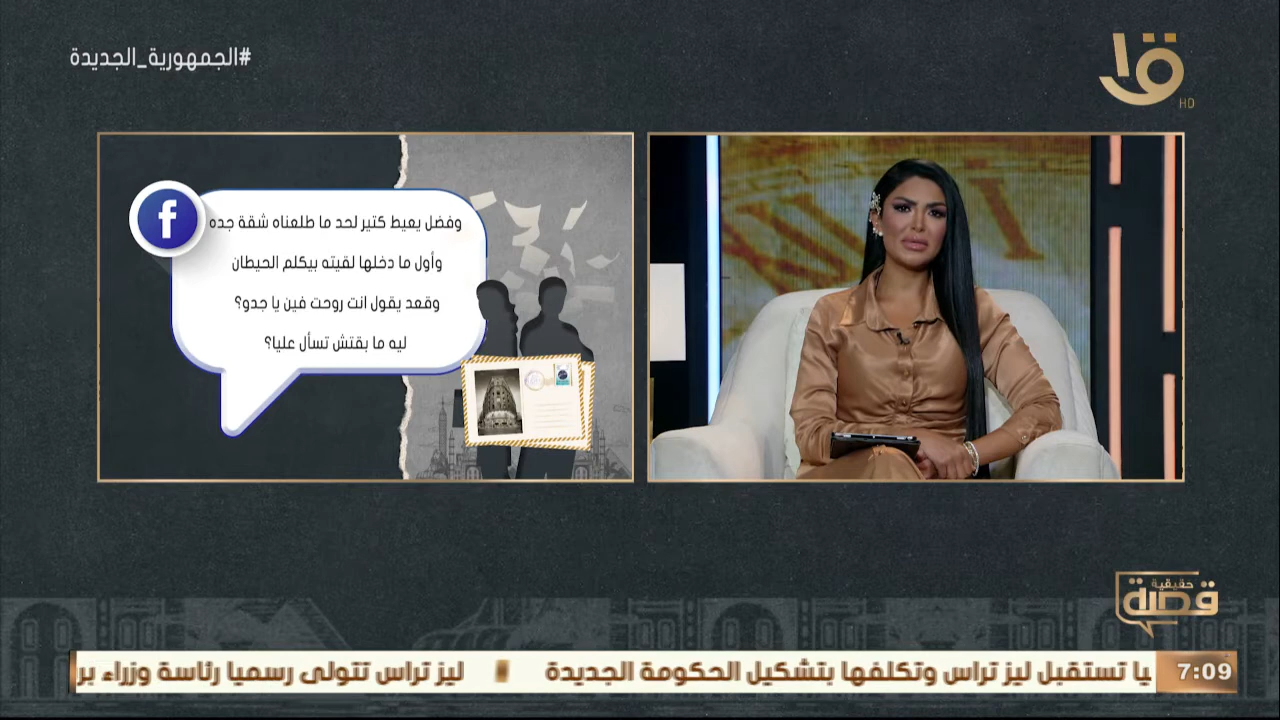 #الجمهورية_الجديدة
HD
وفضل يعيط كتير لحد ما طلعناه شقة جده
وأول ما دخلها لقيته بيكلم الحيطان
وقعد يقول انت روحت فين يا جدو؟
ليه ما بقتش تسأل عليا؟
قصة
حقيقية
7:09 يا تستقبل ليز تراس وتكلفها بتشكيل الحكومة الجديدة ليز تراس تتولى رسميا رئاسة وزراء بر